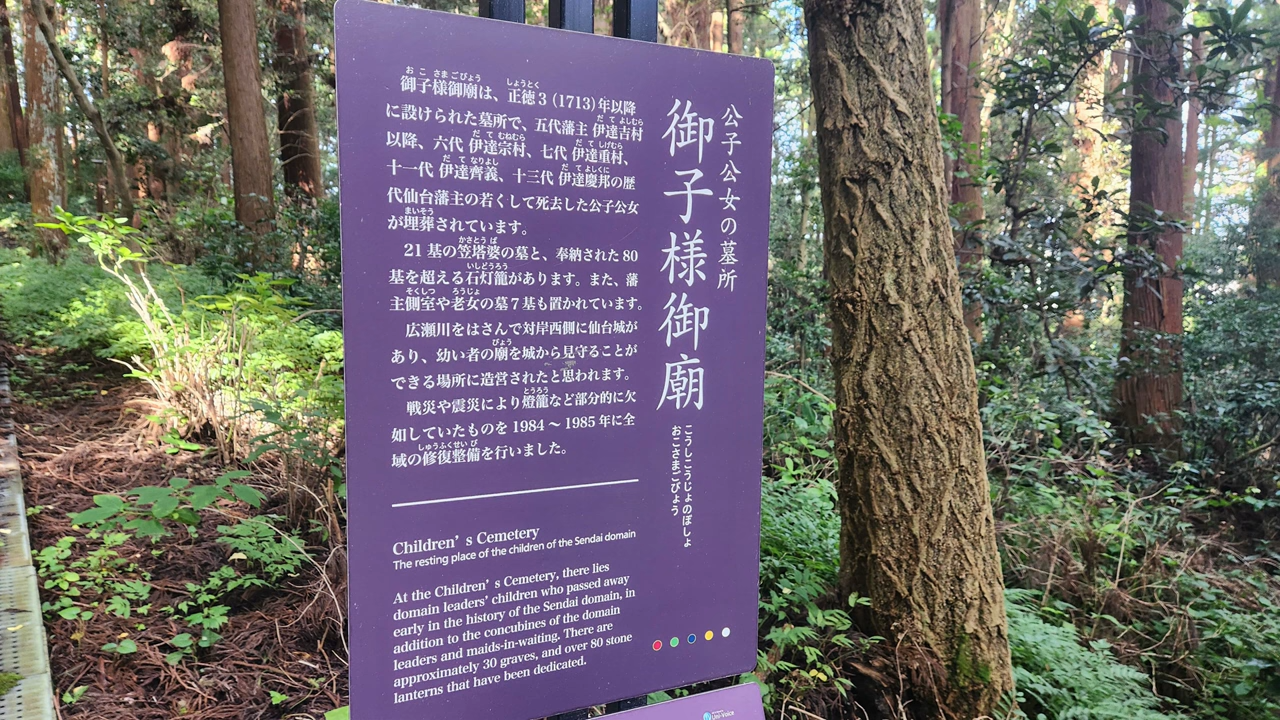 公子公女の墓所
御子様御廟
こうしこうじょのぼしょ
おこさまごびょう
御子様御廟は、正徳3(1713)年以降
に設けられた墓所で、五代藩主 伊達吉村
以降、六代 伊達宗村、七代 伊達重村、
十一代 伊達齊義、十三代 伊達慶邦の歴
代仙台藩主の若くして死去した公子公女
が埋葬されています。
21基の笠塔婆の墓と、奉納された80
基を超える石灯籠があります。また、藩
主側室や老女の墓7基も置かれています。
広瀬川をはさんで対岸西側に仙台城が
あり、幼い者の廟を城から見守ることが
できる場所に造営されたと思われます。
戦災や震災により燈籠など部分的に欠
如していたものを1984〜1985年に全
域の修復整備を行いました。
Children's Cemetery
The resting place of the children of the Sendai domain
At the Children's Cemetery, there lies
domain leaders' children who passed away
early in the history of the Sendai domain, in
addition to the concubines of the domain
leaders and maids-in-waiting. There are
approximately 30 graves, and over 80 stone
lanterns that have been dedicated.
Uni-Voice